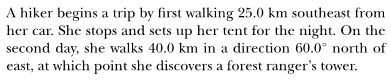 A hiker begins a trip by first walking 25.0 km southeast from
her car. She stops and sets up her tent for the night. On the
second day, she walks 40.0 km in a direction 60.0° north of
east, at which point she discovers a forest ranger's tower.